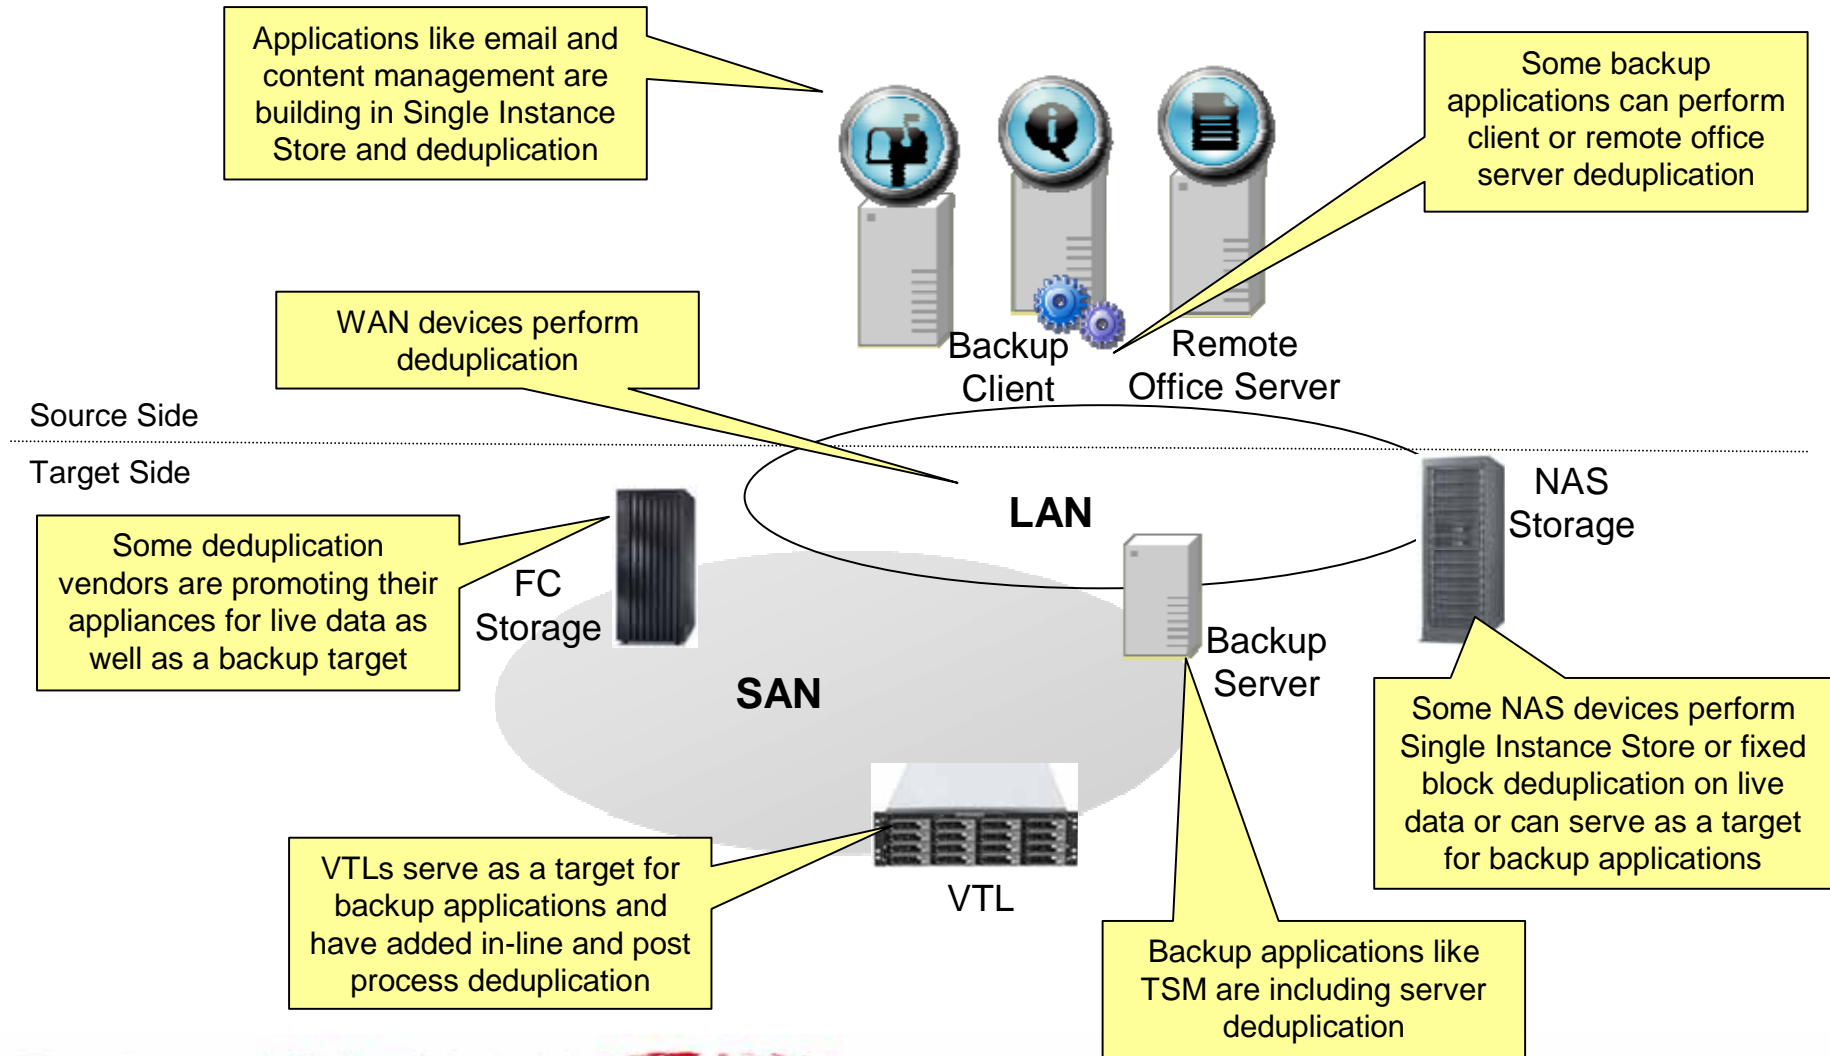 Applications like email and
content management are
building in Single Instance
Store and deduplication
Some backup
applications can perform
client or remote office
server deduplication
WAN devices perform
deduplication
Backup
Client
Remote
Office Server
Source Side
Target Side
LAN
NAS
Storage
Some deduplication
vendors are promoting their
appliances for live data as
well as a backup target
FC
Storage
Backup
Server
SAN
Some NAS devices perform
Single Instance Store or fixed
block deduplication on live
data or can serve as a target
for backup applications
VTLs serve as a target for
backup applications and
have added in-line and post
process deduplication
VTL
Backup applications like
TSM are including server
deduplication